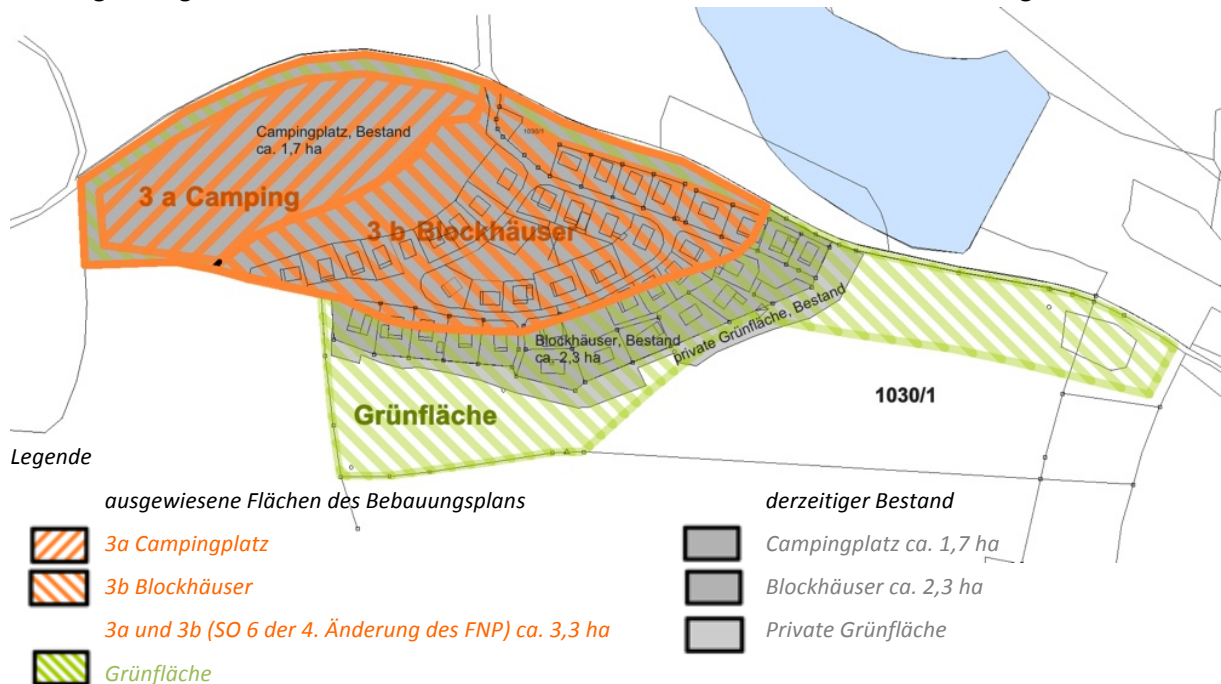 Campingplatz, Bestand
ca. 1,7 ha
1030/1
3 a Camping
3 b Blockhäuser
Blockhäuser, Bestand
ca. 2,3 ha
private Grünfläche, Bestand
1030/1
Grünfläche
Legende
ausgewiesene Flächen des Bebauungsplans
3a Campingplatz
3b Blockhäuser
3a und 3b (SO 6 der 4. Änderung des FNP) ca. 3,3 ha
Grünfläche
derzeitiger Bestand
Campingplatz ca. 1,7 ha
Blockhäuser ca. 2,3 ha
Private Grünfläche